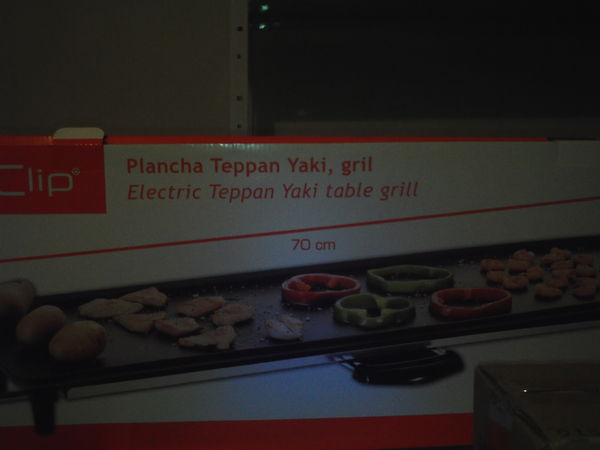 Clip®
Plancha Teppan Yaki, gril
Electric Teppan Yaki table grill
70 cm